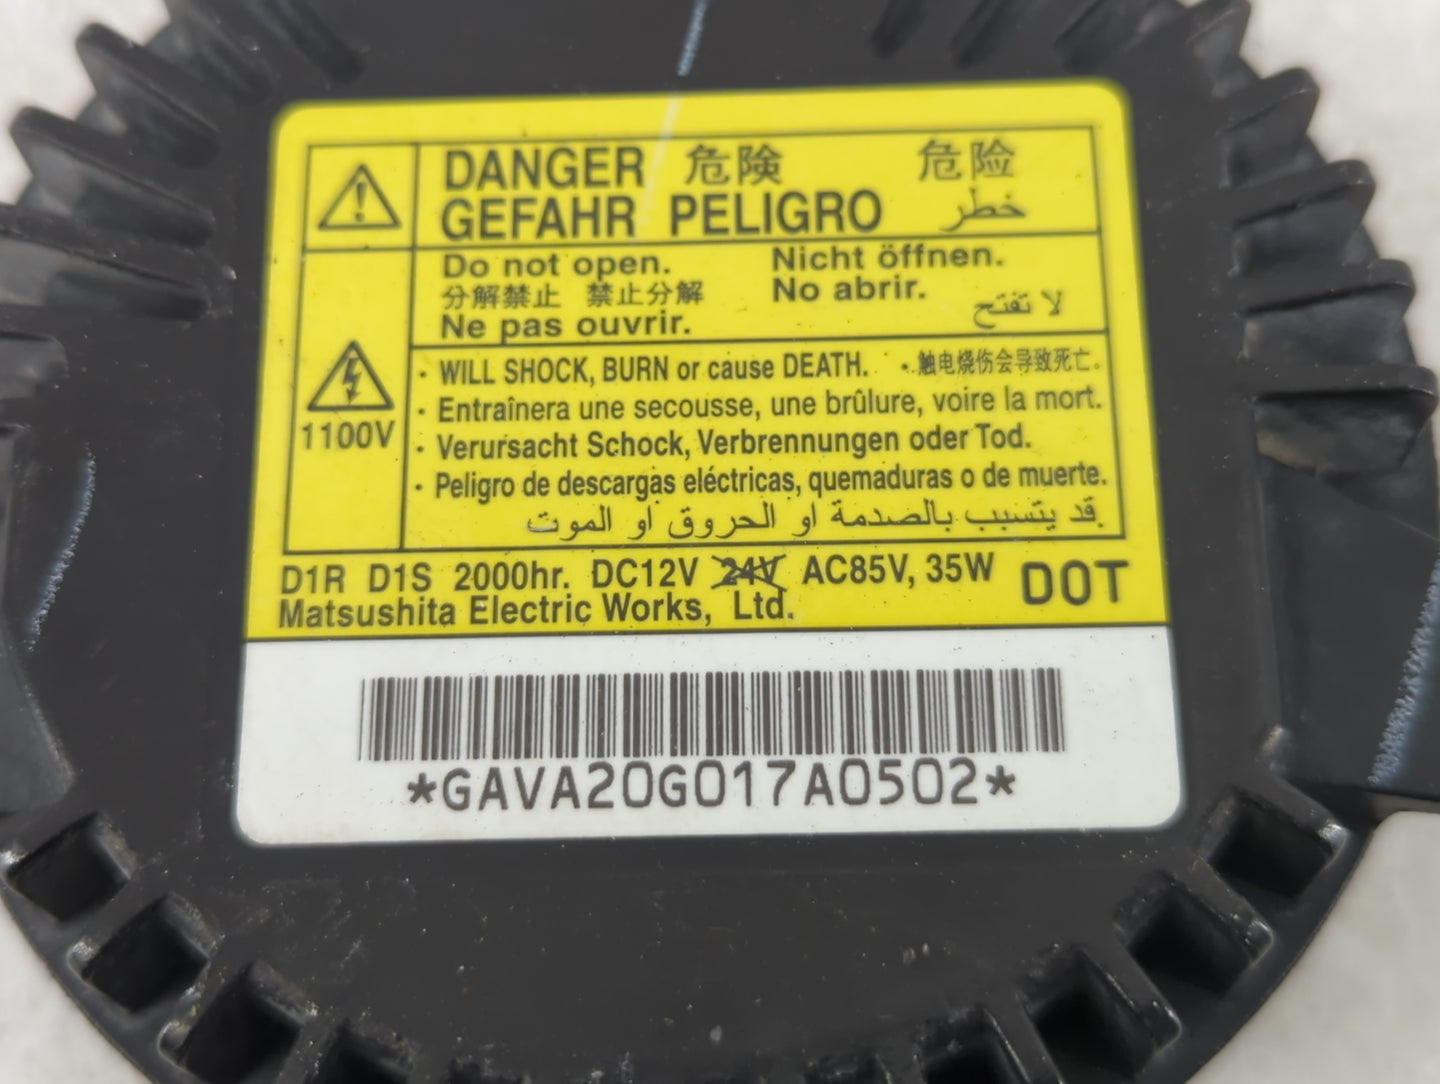 DANGER 危険 危险
GEFAHR PELIGRO خطر
Do not open. Nicht öffnen.
分解禁止 禁止分解 No abrir. لا تفتح
Ne pas ouvrir.
· WILL SHOCK, BURN or cause DEATH. · 触电烧伤会导致死亡。
· Entraînera une secousse, une brûlure, voire la mort.
1100V
· Verursacht Schock, Verbrennungen oder Tod.
· Peligro de descargas eléctricas, quemaduras o de muerte.
قد يتسبب بالصدمة او الحروق او الموت.
D1R D1S 2000hr. DC12V 24V AC85V, 35W DOT
Matsushita Electric Works, Ltd.
*GAVA20G017A0502*